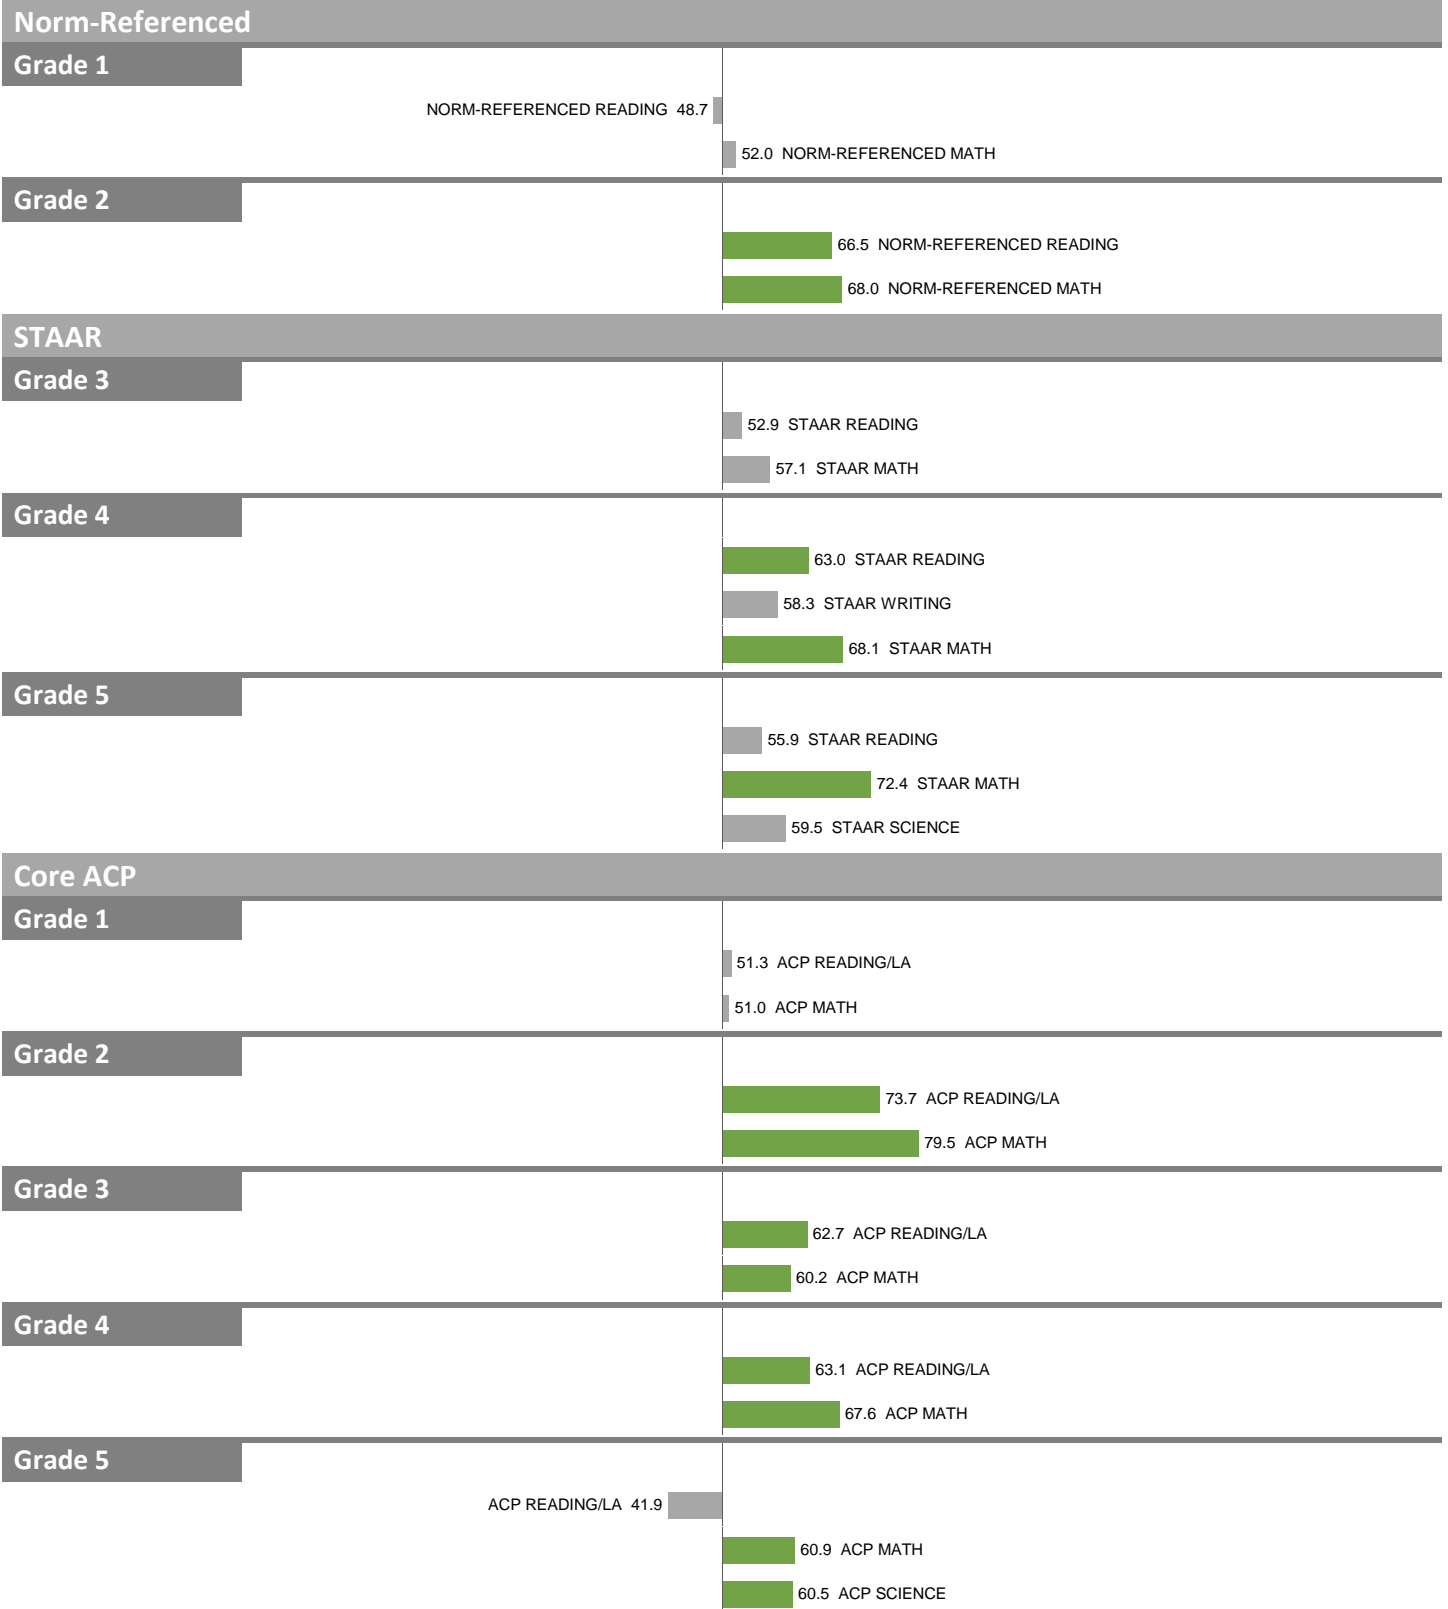 Norm-Referenced
Grade 1
NORM-REFERENCED READING 48.7
52.0 NORM-REFERENCED MATH
Grade 2
66.5 NORM-REFERENCED READING
68.0 NORM-REFERENCED MATH
STAAR
Grade 3
52.9 STAAR READING
57.1 STAAR MATH
Grade 4
63.0 STAAR READING
58.3 STAAR WRITING
68.1 STAAR MATH
Grade 5
55.9 STAAR READING
72.4 STAAR MATH
59.5 STAAR SCIENCE
Core ACP
Grade 1
51.3 ACP READING/LA
51.0 ACP MATH
Grade 2
73.7 ACP READING/LA
79.5 ACP MATH
Grade 3
62.7 ACP READING/LA
60.2 ACP MATH
Grade 4
63.1 ACP READING/LA
67.6 ACP MATH
Grade 5
ACP READING/LA 41.9
60.9 ACP MATH
60.5 ACP SCIENCE